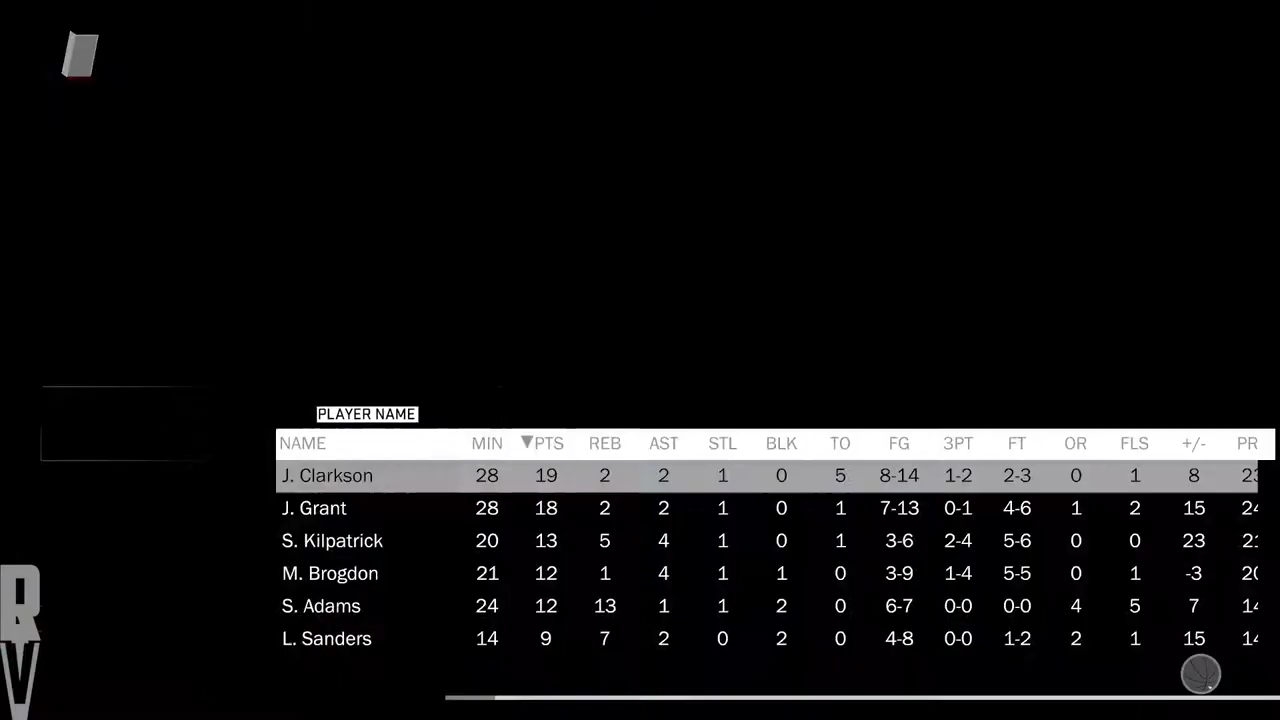 PLAYER NAME
NAME MIN ▼PTS REB AST STL BLK TO FG 3PT FT OR FLS +/- PR
J. Clarkson 28 19 2 2 1 0 5 8-14 1-2 2-3 0 1 8 23
J. Grant 28 18 2 2 1 0 1 7-13 0-1 4-6 1 2 15 24
S. Kilpatrick 20 13 5 4 1 0 1 3-6 2-4 5-6 0 0 23 21
M. Brogdon 21 12 1 4 1 1 0 3-9 1-4 5-5 0 1 -3 20
S. Adams 24 12 13 1 1 2 0 6-7 0-0 0-0 4 5 7 14
L. Sanders 14 9 7 2 0 2 0 4-8 0-0 1-2 2 1 15 14